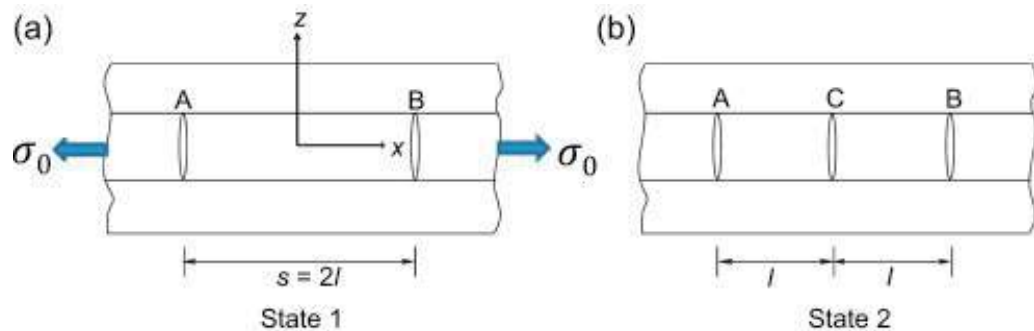 (a)
z
A
B
x
σ₀
σ₀
s = 2l
State 1
(b)
A
C
B
l
l
State 2